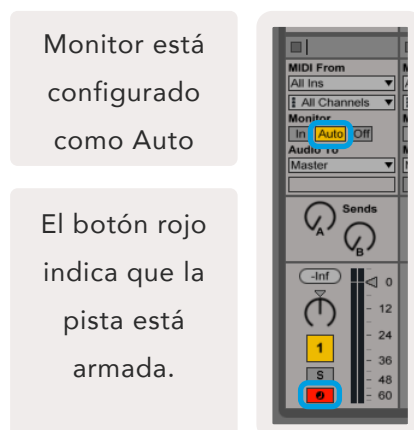 Monitor está
configurado
como Auto
El botón rojo
indica que la
pista está
armada.
MIDI From
All Ins
All Channels
Monitor
In Auto Off
Audio To
Master
Sends
A
B
-Inf
0
12
24
1
36
S
48
60